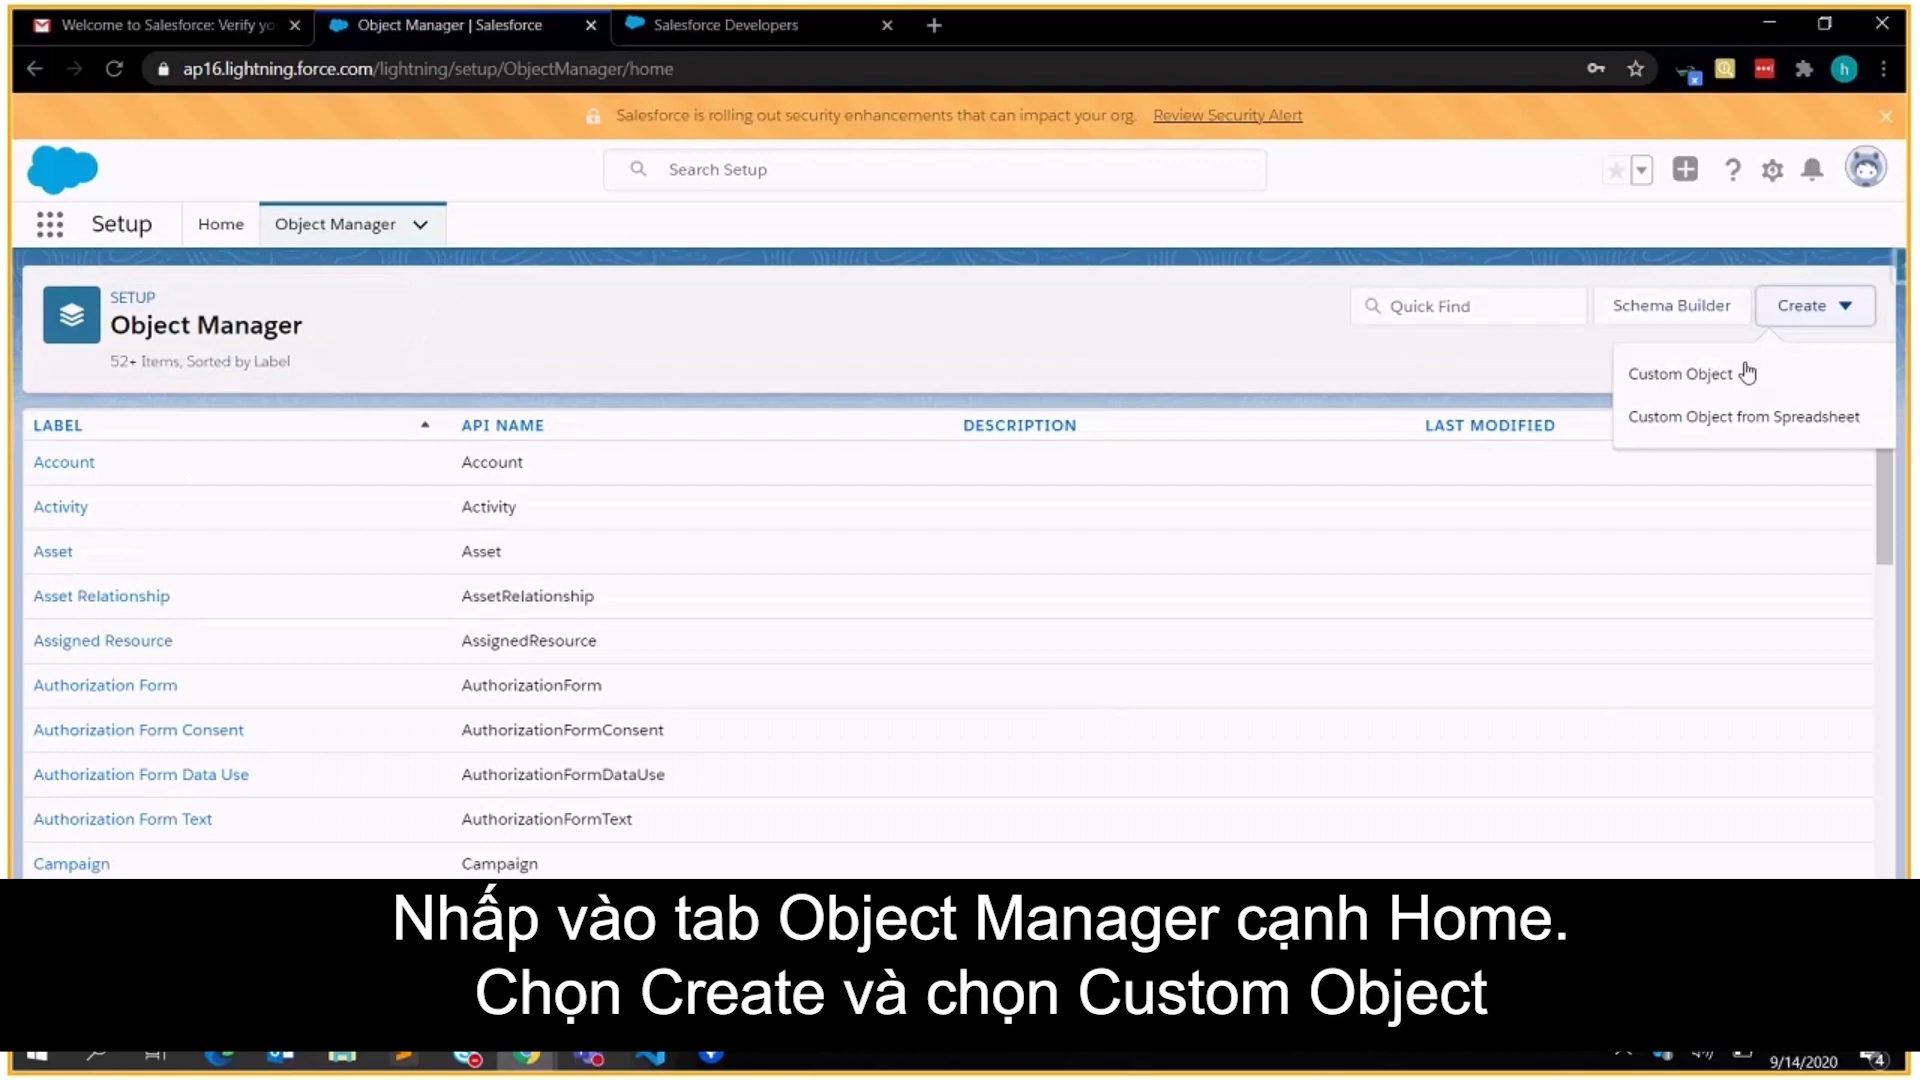 Welcome to Salesforce: Verify yo
Object Manager | Salesforce
Salesforce Developers
ap16.lightning.force.com/lightning/setup/ObjectManager/home
h
Salesforce is rolling out security enhancements that can impact your org. Review Security Alert
Search Setup
Setup
Home
Object Manager
SETUP
Object Manager
52+ Items, Sorted by Label
Quick Find
Schema Builder
Create
Custom Object
Custom Object from Spreadsheet
LABEL API NAME DESCRIPTION LAST MODIFIED
Account Account
Activity Activity
Asset Asset
Asset Relationship AssetRelationship
Assigned Resource AssignedResource
Authorization Form AuthorizationForm
Authorization Form Consent AuthorizationFormConsent
Authorization Form Data Use AuthorizationFormDataUse
Authorization Form Text AuthorizationFormText
Campaign Campaign
Nhấp vào tab Object Manager cạnh Home.
Chọn Create và chọn Custom Object
9/14/2020
4